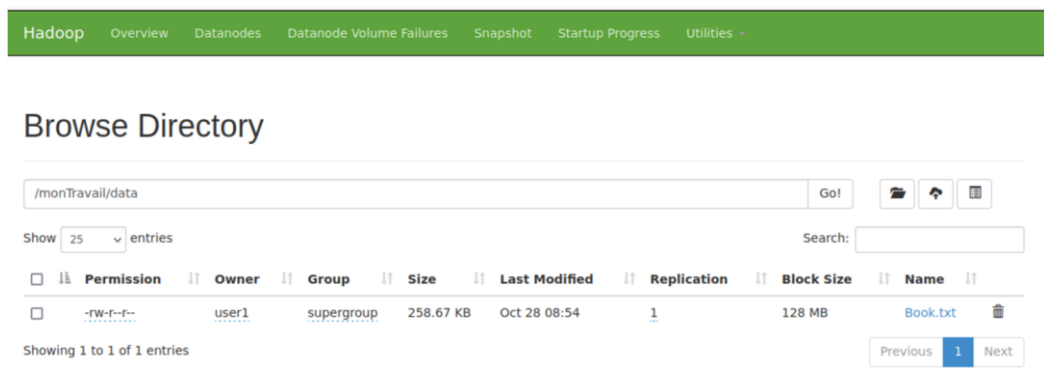 Hadoop Overview Datanodes Datanode Volume Failures Snapshot Startup Progress Utilities
Browse Directory
/monTravail/data Go!
Show 25 entries Search:
Permission Owner Group Size Last Modified Replication Block Size Name
-rw-r--r-- user1 supergroup 258.67 KB Oct 28 08:54 1 128 MB Book.txt
Showing 1 to 1 of 1 entries Previous 1 Next